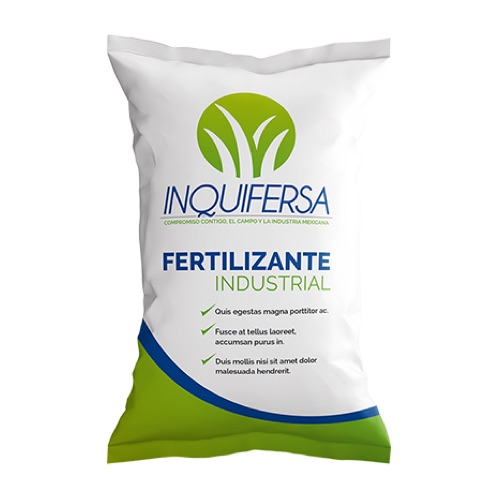 INQUIFERSA
COMPROMISO CONTIGO, EL CAMPO Y LA INDUSTRIA MEXICANA
FERTILIZANTE
INDUSTRIAL
Quis egestas magna porttitor ac.
Fusce at tellus laoreet,
accumsan purus in.
Duis mollis nisi sit amet dolor
malesuada hendrerit.